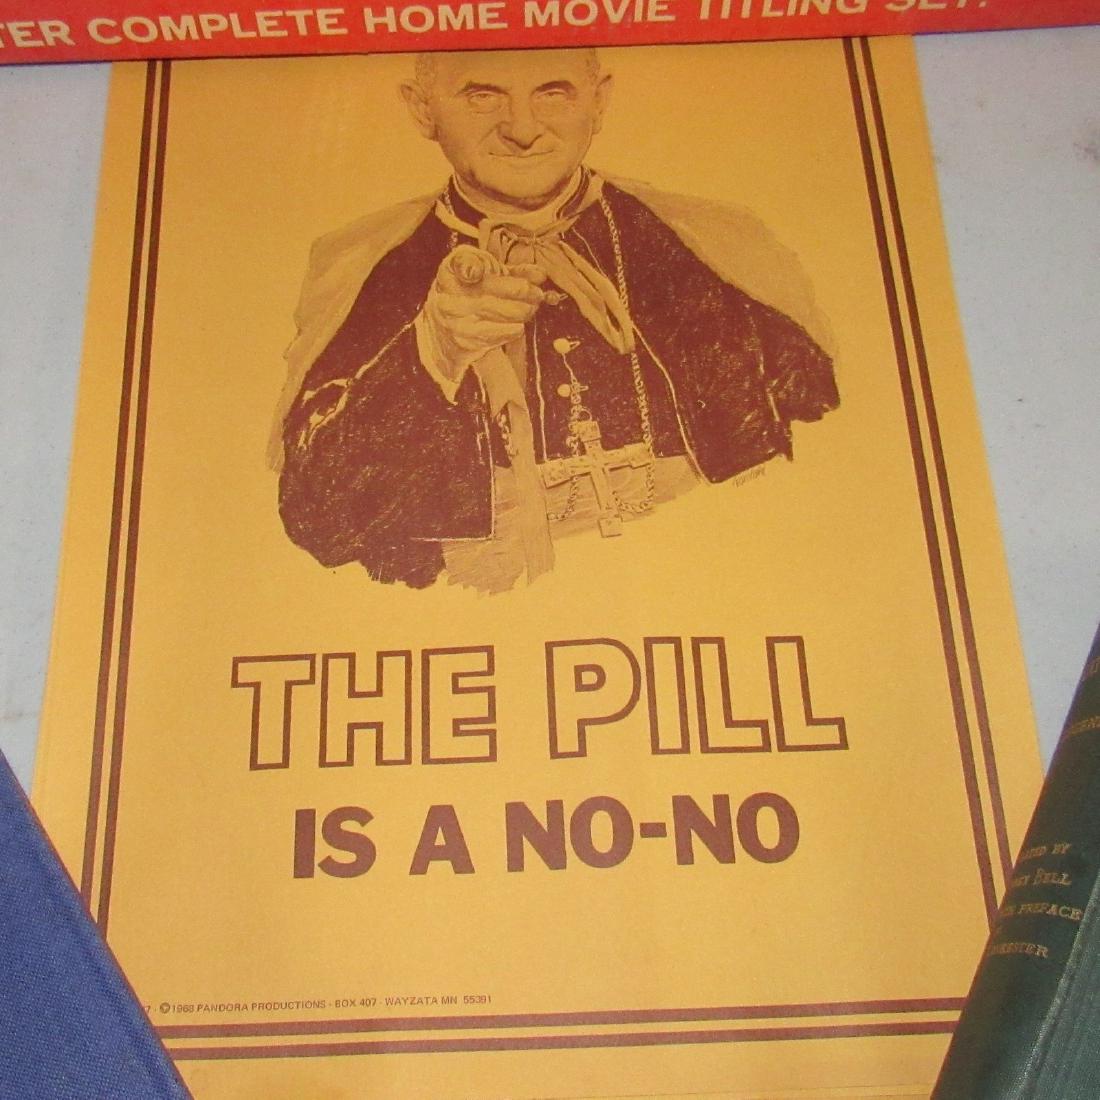 COMPLETE HOME MOVIE TITLING SET!
THE PILL
IS A NO-NO
©1968 PANDORA PRODUCTIONS - BOX 407 - WAYZATA MN 55391
BY
BELL
PREFACE